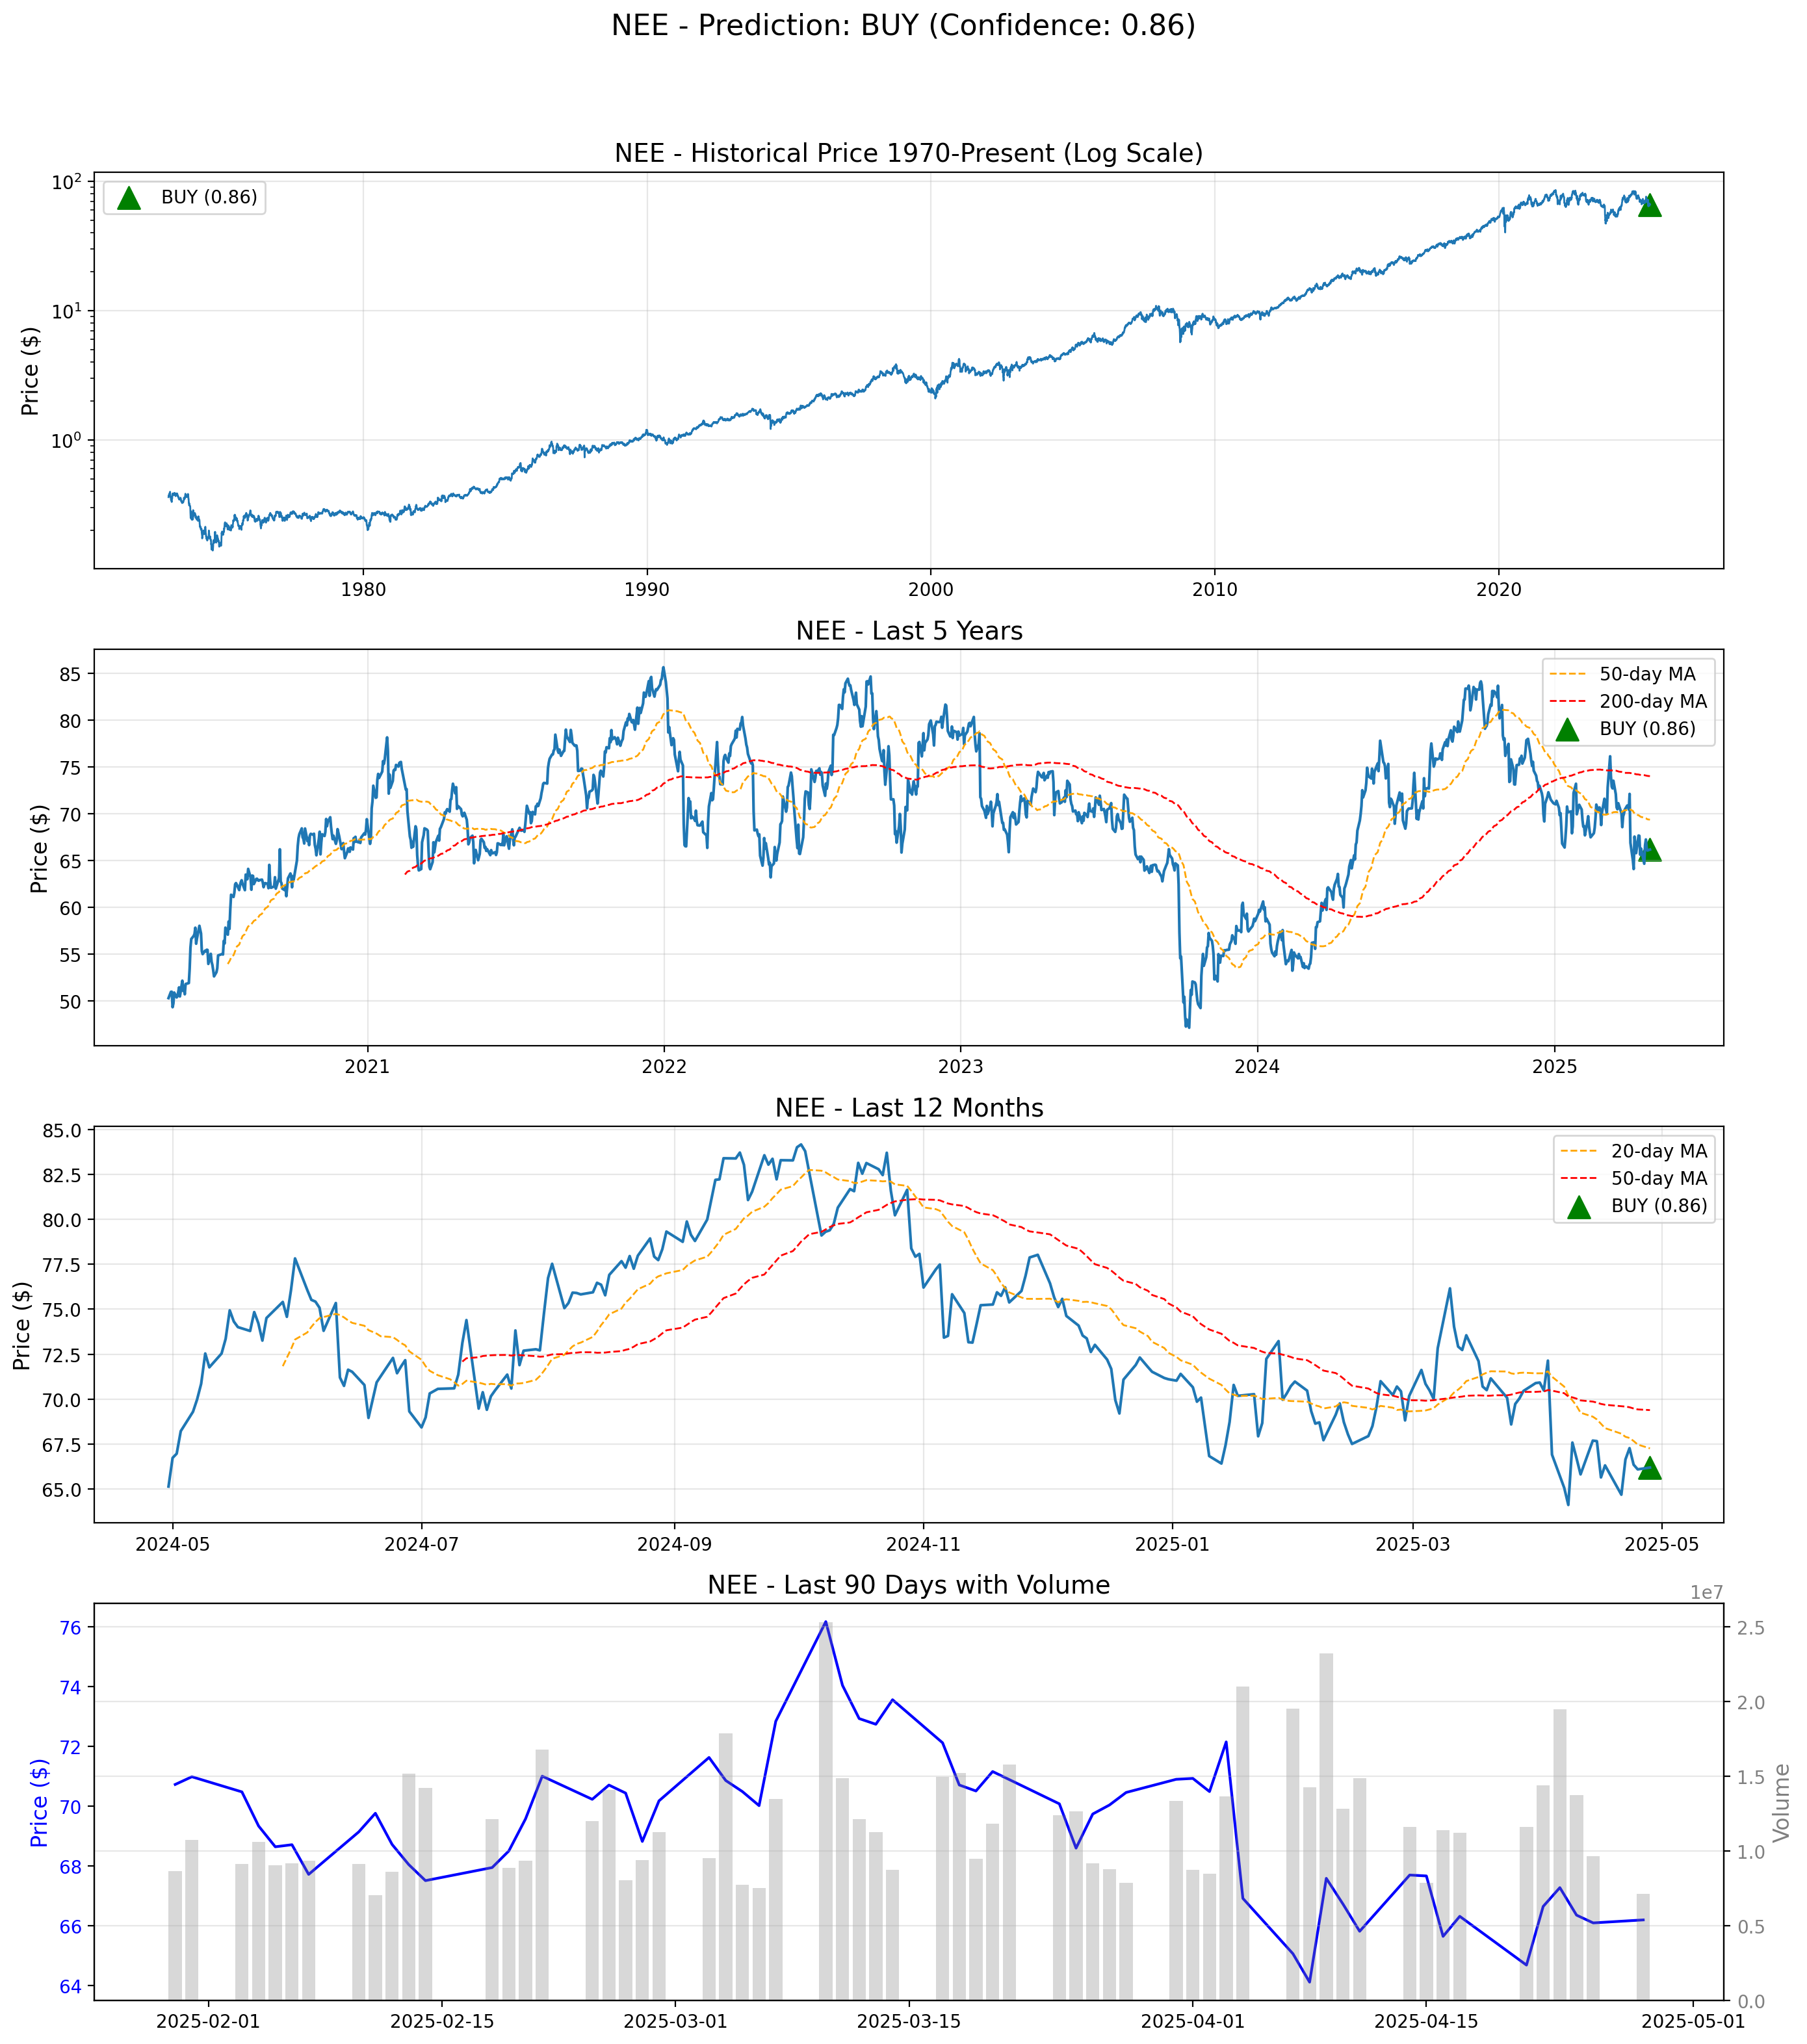 NEE - Prediction: BUY (Confidence: 0.86)
NEE - Historical Price 1970-Present (Log Scale)
BUY (0.86)
Price ($)
10²
10¹
10⁰
1980 1990 2000 2010 2020
NEE - Last 5 Years
50-day MA
200-day MA
BUY (0.86)
Price ($)
85
80
75
70
65
60
55
50
2021 2022 2023 2024 2025
NEE - Last 12 Months
20-day MA
50-day MA
BUY (0.86)
Price ($)
85.0
82.5
80.0
77.5
75.0
72.5
70.0
67.5
65.0
2024-05 2024-07 2024-09 2024-11 2025-01 2025-03 2025-05
NEE - Last 90 Days with Volume
1e7
Price ($)
76
74
72
70
68
66
64
2.5
2.0
1.5
1.0
0.5
0.0
Volume
2025-02-01 2025-02-15 2025-03-01 2025-03-15 2025-04-01 2025-04-15 2025-05-01